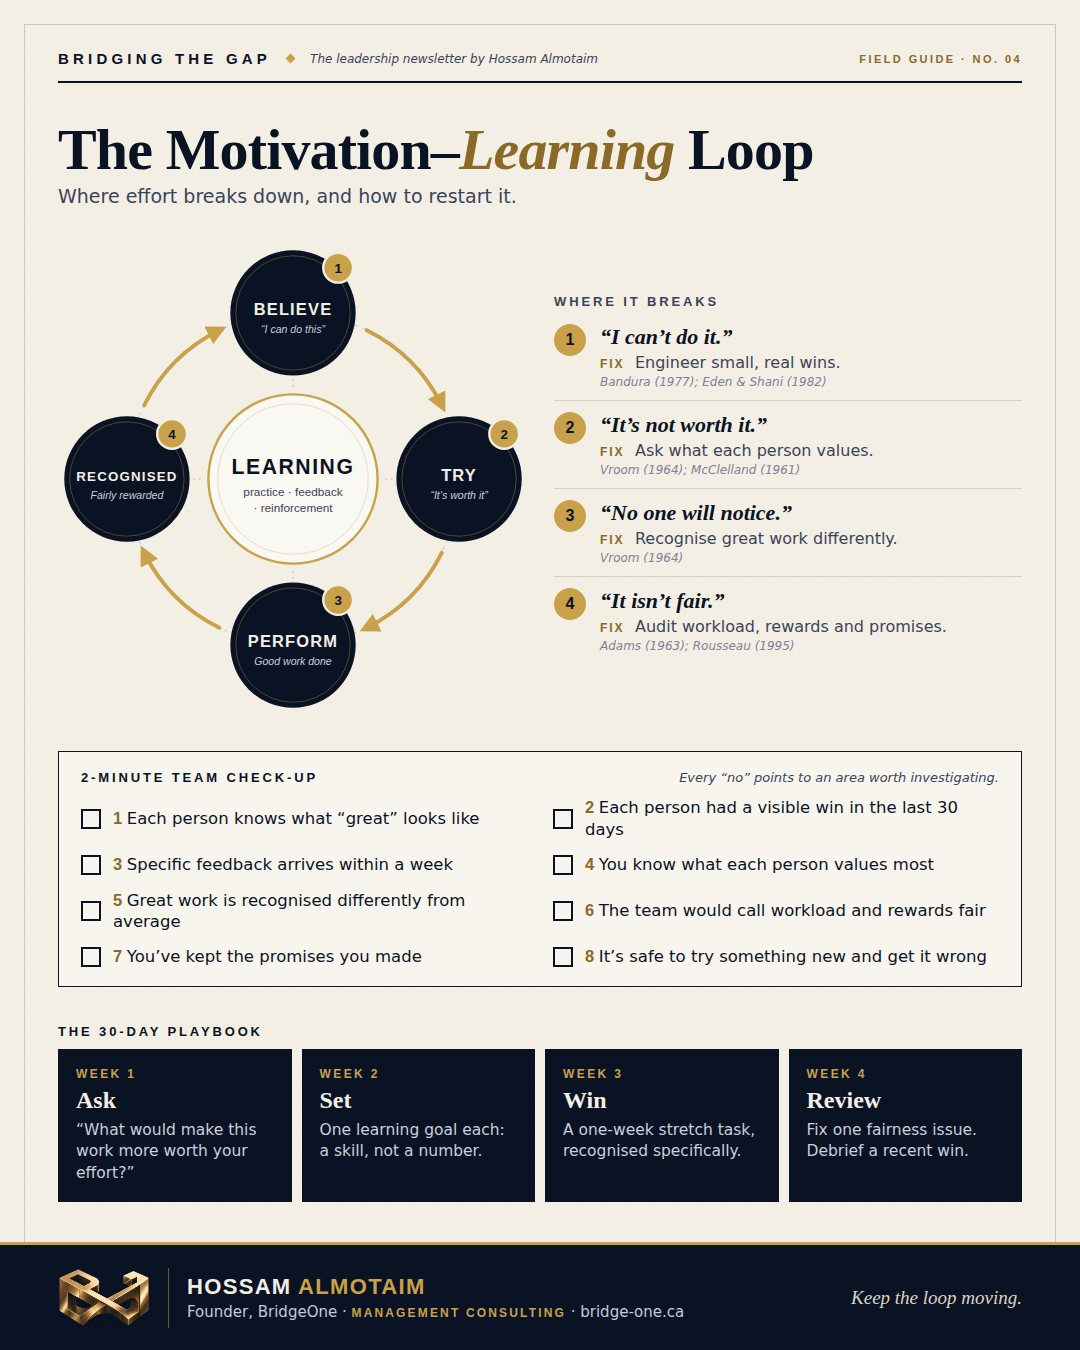 BRIDGING THE GAP ◆ The leadership newsletter by Hossam Almotaim
FIELD GUIDE · NO. 04
The Motivation–Learning Loop
Where effort breaks down, and how to restart it.
1
BELIEVE
“I can do this”
2
TRY
“It’s worth it”
3
PERFORM
Good work done
4
RECOGNISED
Fairly rewarded
LEARNING
practice · feedback
· reinforcement
WHERE IT BREAKS
1 “I can’t do it.”
FIX Engineer small, real wins.
Bandura (1977); Eden & Shani (1982)
2 “It’s not worth it.”
FIX Ask what each person values.
Vroom (1964); McClelland (1961)
3 “No one will notice.”
FIX Recognise great work differently.
Vroom (1964)
4 “It isn’t fair.”
FIX Audit workload, rewards and promises.
Adams (1963); Rousseau (1995)
2-MINUTE TEAM CHECK-UP
Every “no” points to an area worth investigating.
1 Each person knows what “great” looks like
2 Each person had a visible win in the last 30
days
3 Specific feedback arrives within a week
4 You know what each person values most
5 Great work is recognised differently from
average
6 The team would call workload and rewards fair
7 You’ve kept the promises you made
8 It’s safe to try something new and get it wrong
THE 30-DAY PLAYBOOK
WEEK 1
Ask
“What would make this
work more worth your
effort?”
WEEK 2
Set
One learning goal each:
a skill, not a number.
WEEK 3
Win
A one-week stretch task,
recognised specifically.
WEEK 4
Review
Fix one fairness issue.
Debrief a recent win.
HOSSAM ALMOTAIM
Founder, BridgeOne · MANAGEMENT CONSULTING · bridge-one.ca
Keep the loop moving.